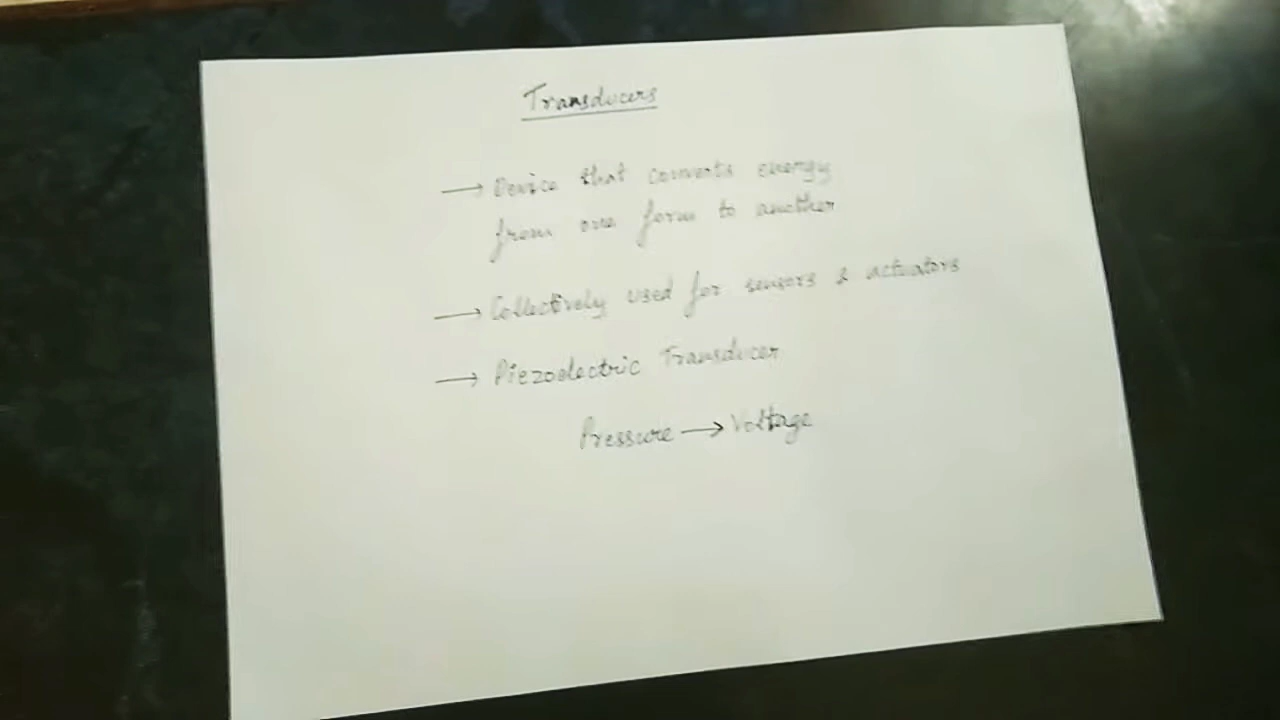 Transducers
→ Device that converts energy
from one form to another
→ Collectively used for sensors & actuators
→ Piezoelectric Transducer
Pressure → Voltage